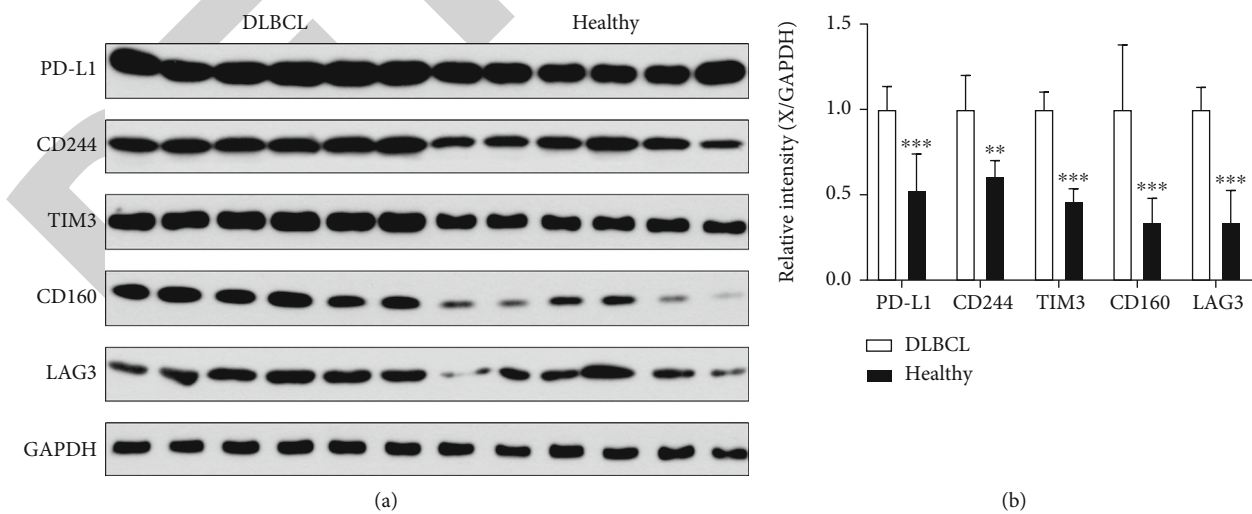 DLBCL Healthy
PD-L1
CD244
TIM3
CD160
LAG3
GAPDH
(a)
Relative intensity (X/GAPDH)
1.5
1.0
0.5
0.0
*** ** *** *** ***
PD-L1 CD244 TIM3 CD160 LAG3
DLBCL
Healthy
(b)